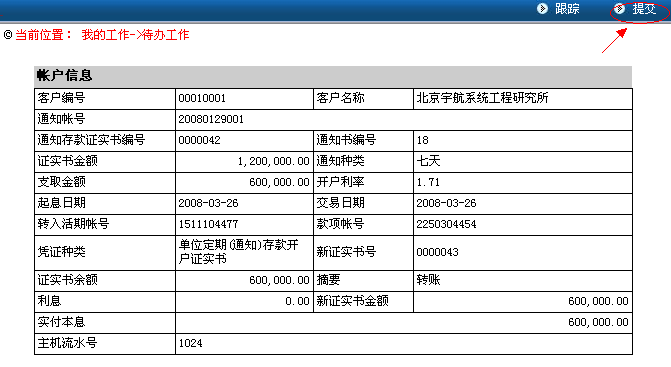 跟踪 提交
当前位置： 我的工作->待办工作
帐户信息
客户编号 00010001 客户名称 北京宇航系统工程研究所
通知帐号 20080129001
通知存款证实书编号 0000042 通知书编号 18
证实书金额 1,200,000.00 通知种类 七天
支取金额 600,000.00 开户利率 1.71
起息日期 2008-03-26 交易日期 2008-03-26
转入活期帐号 1511104477 款项帐号 2250304454
凭证种类 单位定期(通知)存款开
户证实书 新证实书号 0000043
证实书余额 600,000.00 摘要 转账
利息 0.00 新证实书金额 600,000.00
实付本息 600,000.00
主机流水号 1024